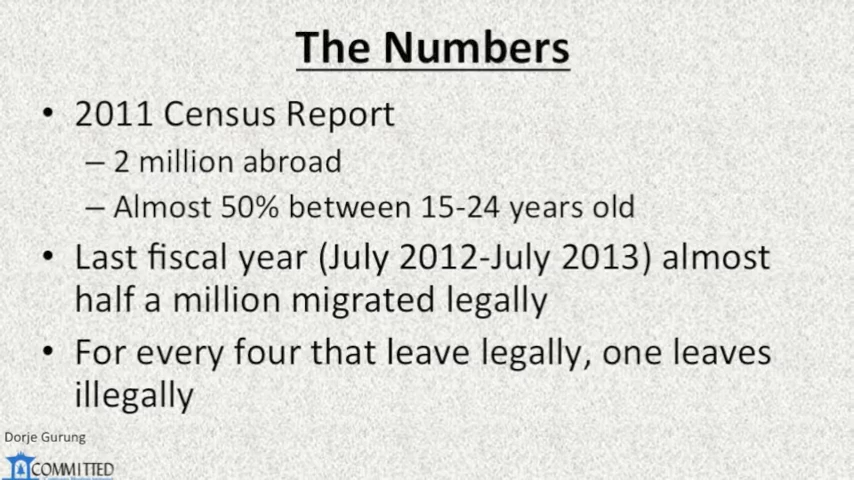 The Numbers
• 2011 Census Report
– 2 million abroad
– Almost 50% between 15-24 years old
• Last fiscal year (July 2012-July 2013) almost
half a million migrated legally
• For every four that leave legally, one leaves
illegally
Dorje Gurung
COMMITTED